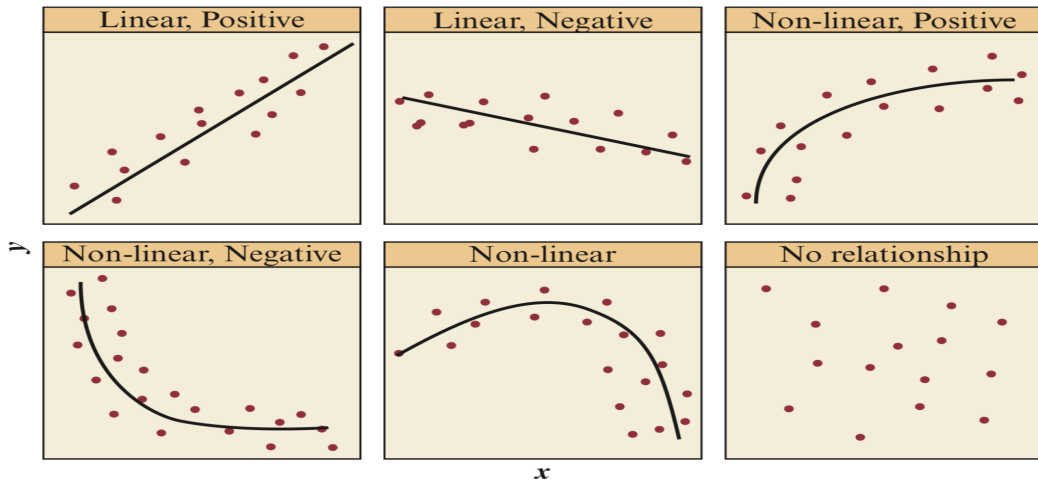 Linear, Positive
Linear, Negative
Non-linear, Positive
y
Non-linear, Negative
Non-linear
No relationship
x